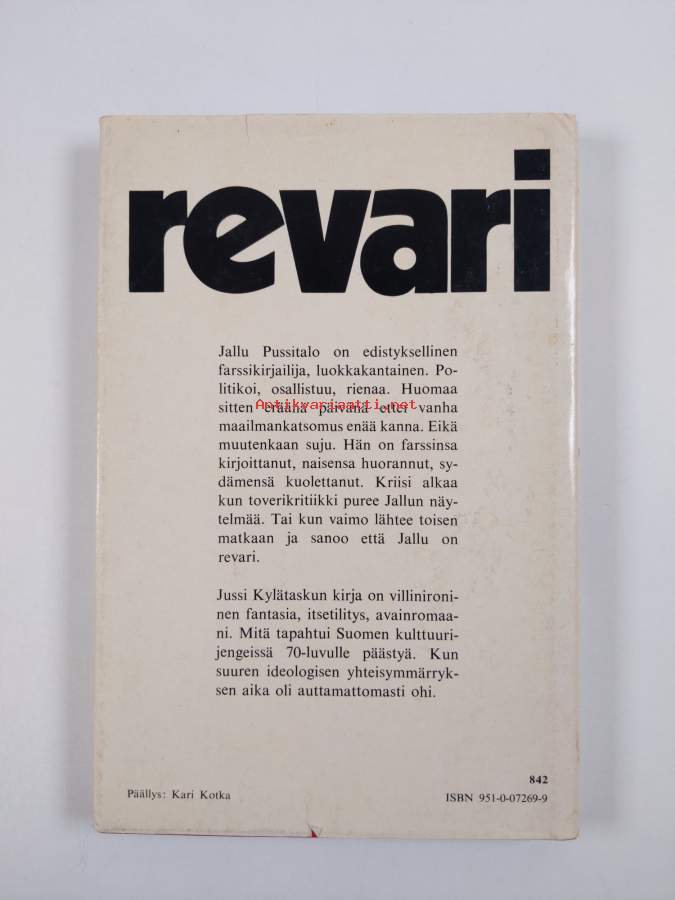 revari
Jallu Pussitalo on edistyksellinen
farssikirjailija, luokkakantainen. Po-
litikoi, osallistuu, rienaa. Huomaa
sitten eräänä päivänä ettei vanha
Antikvariaatti.net
maailmankatsomus enää kanna. Eikä
muutenkaan suju. Hän on farssinsa
kirjoittanut, naisensa huorannut, sy-
dämensä kuolettanut. Kriisi alkaa
kun toverikritiikki puree Jallun näy-
telmää. Tai kun vaimo lähtee toisen
matkaan ja sanoo että Jallu on
revari.
Jussi Kylätaskun kirja on villinironi-
nen fantasia, itsetilitys, avainromaa-
ni. Mitä tapahtui Suomen kulttuuri-
jengeissä 70-luvulle päästyä. Kun
suuren ideologisen yhteisymmärryk-
sen aika oli auttamattomasti ohi.
842
Päällys: Kari Kotka
ISBN 951-0-07269-9